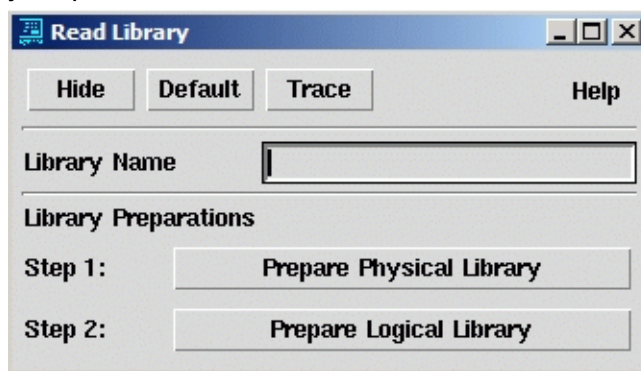 Read Library
Hide Default Trace Help
Library Name
Library Preparations
Step 1: Prepare Physical Library
Step 2: Prepare Logical Library